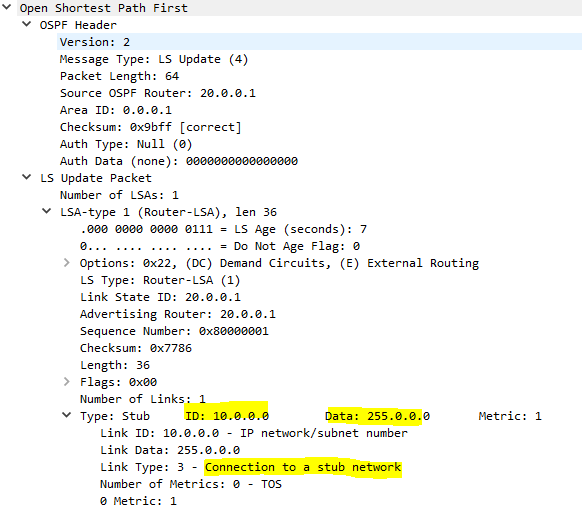 Open Shortest Path First
OSPF Header
Version: 2
Message Type: LS Update (4)
Packet Length: 64
Source OSPF Router: 20.0.0.1
Area ID: 0.0.0.1
Checksum: 0x9bff [correct]
Auth Type: Null (0)
Auth Data (none): 0000000000000000
LS Update Packet
Number of LSAs: 1
LSA-type 1 (Router-LSA), len 36
.000 0000 0000 0111 = LS Age (seconds): 7
0... .... .... .... = Do Not Age Flag: 0
Options: 0x22, (DC) Demand Circuits, (E) External Routing
LS Type: Router-LSA (1)
Link State ID: 20.0.0.1
Advertising Router: 20.0.0.1
Sequence Number: 0x80000001
Checksum: 0x7786
Length: 36
Flags: 0x00
Number of Links: 1
Type: Stub ID: 10.0.0.0 Data: 255.0.0.0 Metric: 1
Link ID: 10.0.0.0 - IP network/subnet number
Link Data: 255.0.0.0
Link Type: 3 - Connection to a stub network
Number of Metrics: 0 - TOS
0 Metric: 1